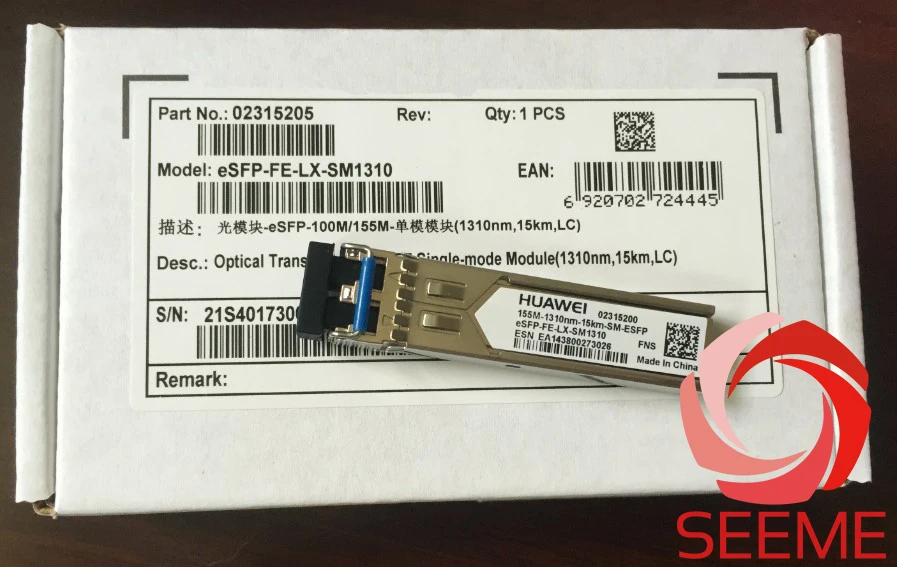 Part No.: 02315205 Rev: Qty: 1 PCS
Model: eSFP-FE-LX-SM1310 EAN:
6 920702 724445
描述: 光模块-eSFP-100M/155M-单模模块(1310nm,15km,LC)
Desc.: Optical Single-mode Module(1310nm,15km,LC)
S/N: 21S4017300
Remark:
HUAWEI 02315200
155M-1310nm-15km-SM-ESFP
eSFP-FE-LX-SM1310
ESN EA143800273026 FNS
Made in China
SEEME